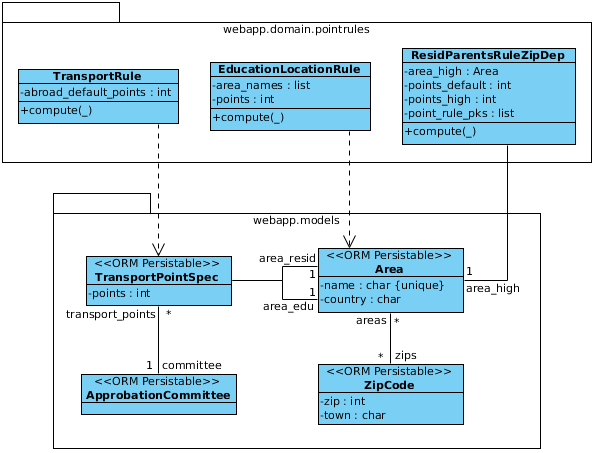 webapp.domain.pointrules
TransportRule
-abroad_default_points : int
+compute(_)
EducationLocationRule
-area_names : list
-points : int
+compute(_)
ResidParentsRuleZipDep
-area_high : Area
-points_default : int
-points_high : int
-point_rule_pks : list
+compute(_)
webapp.models
<<ORM Persistable>>
TransportPointSpec
-points : int
area_resid
1
1
area_edu
<<ORM Persistable>>
Area
-name : char {unique}
-country : char
1
area_high
transport_points
*
1
committee
areas
*
*
zips
<<ORM Persistable>>
ApprobationCommittee
<<ORM Persistable>>
ZipCode
-zip : int
-town : char